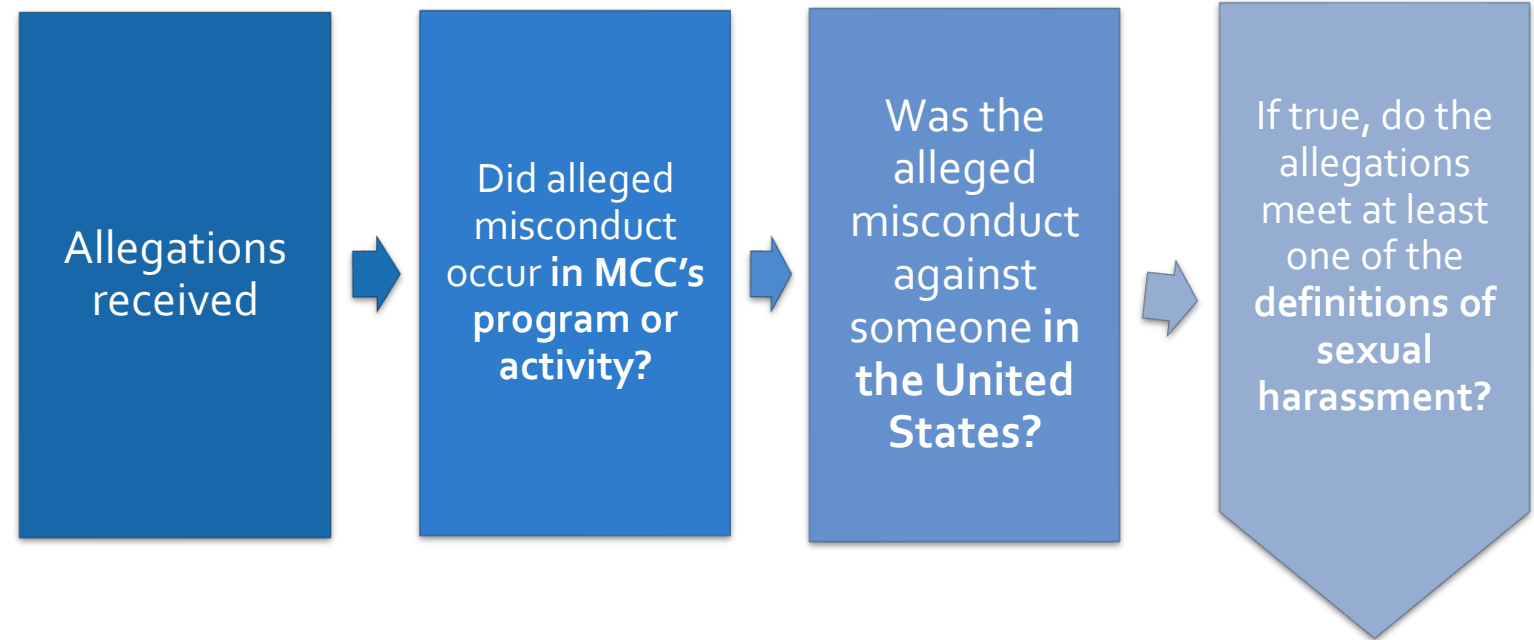 Allegations
received
Did alleged
misconduct
occur in MCC’s
program or
activity?
Was the
alleged
misconduct
against
someone in
the United
States?
If true, do the
allegations
meet at least
one of the
definitions of
sexual
harassment?